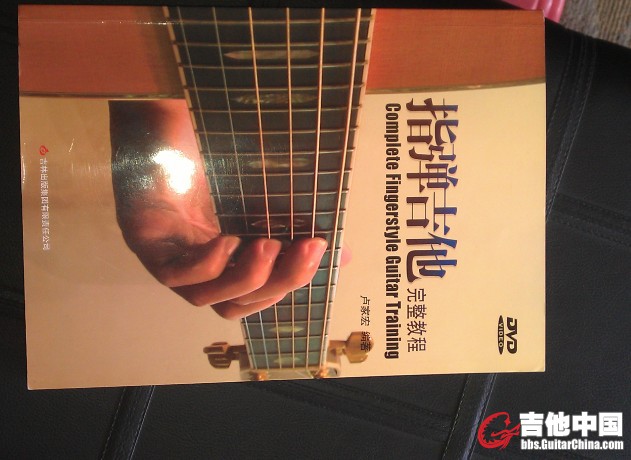 指弹吉他
完整教程
Complete Fingerstyle Guitar Training
卢家宏 编著
DVD
VIDEO
吉林出版集团有限责任公司
吉他中国
bbs.GuitarChina.com